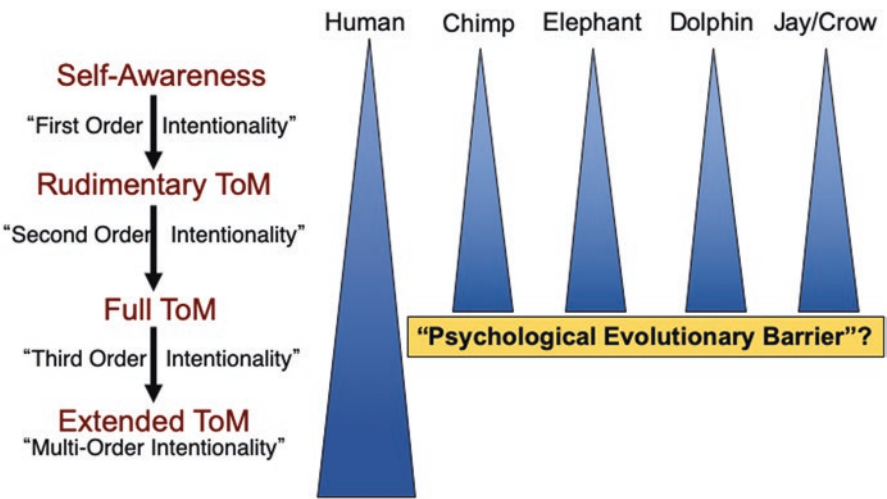 Human Chimp Elephant Dolphin Jay/Crow
Self-Awareness
“First Order Intentionality”
Rudimentary ToM
“Second Order Intentionality”
Full ToM
“Psychological Evolutionary Barrier”?
“Third Order Intentionality”
Extended ToM
“Multi-Order Intentionality”